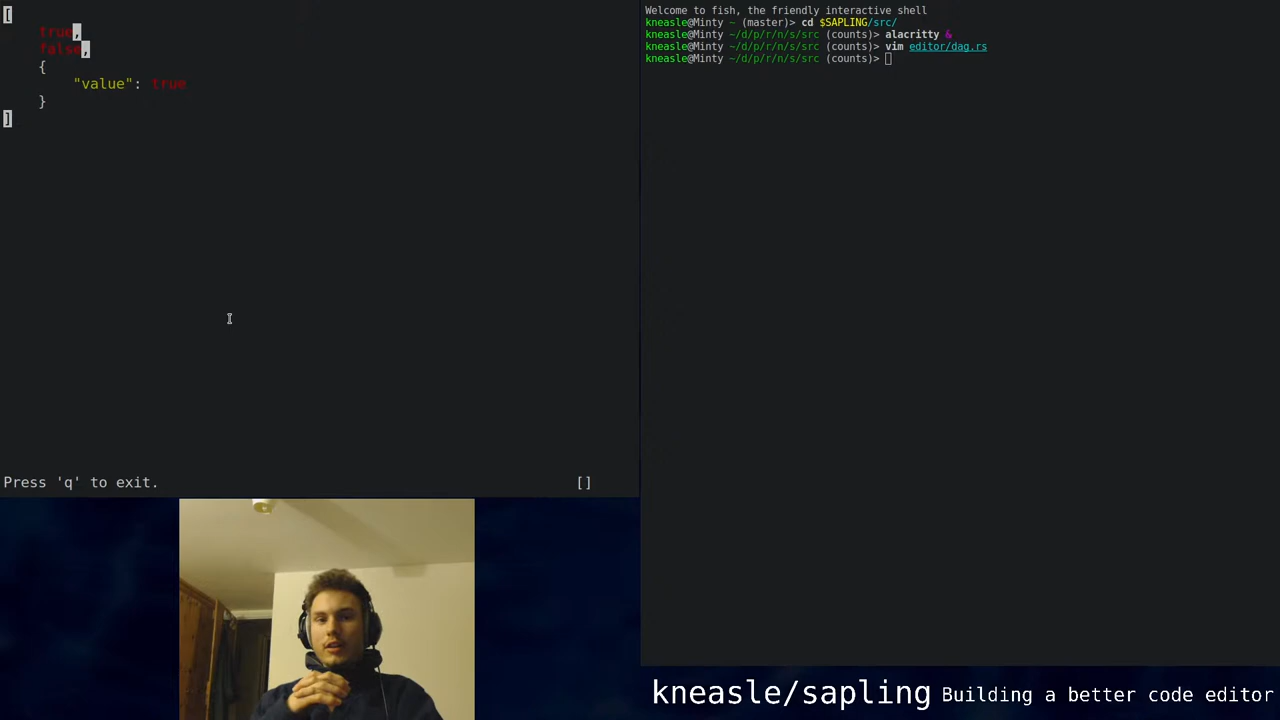 [
true,
false,
{
"value": true
}
]
Press 'q' to exit.
[]
Welcome to fish, the friendly interactive shell
kneasle@Minty ~ (master)> cd $SAPLING/src/
kneasle@Minty ~/d/p/r/n/s/src (counts)> alacritty &
kneasle@Minty ~/d/p/r/n/s/src (counts)> vim editor/dag.rs
kneasle@Minty ~/d/p/r/n/s/src (counts)>
kneasle/sapling Building a better code editor